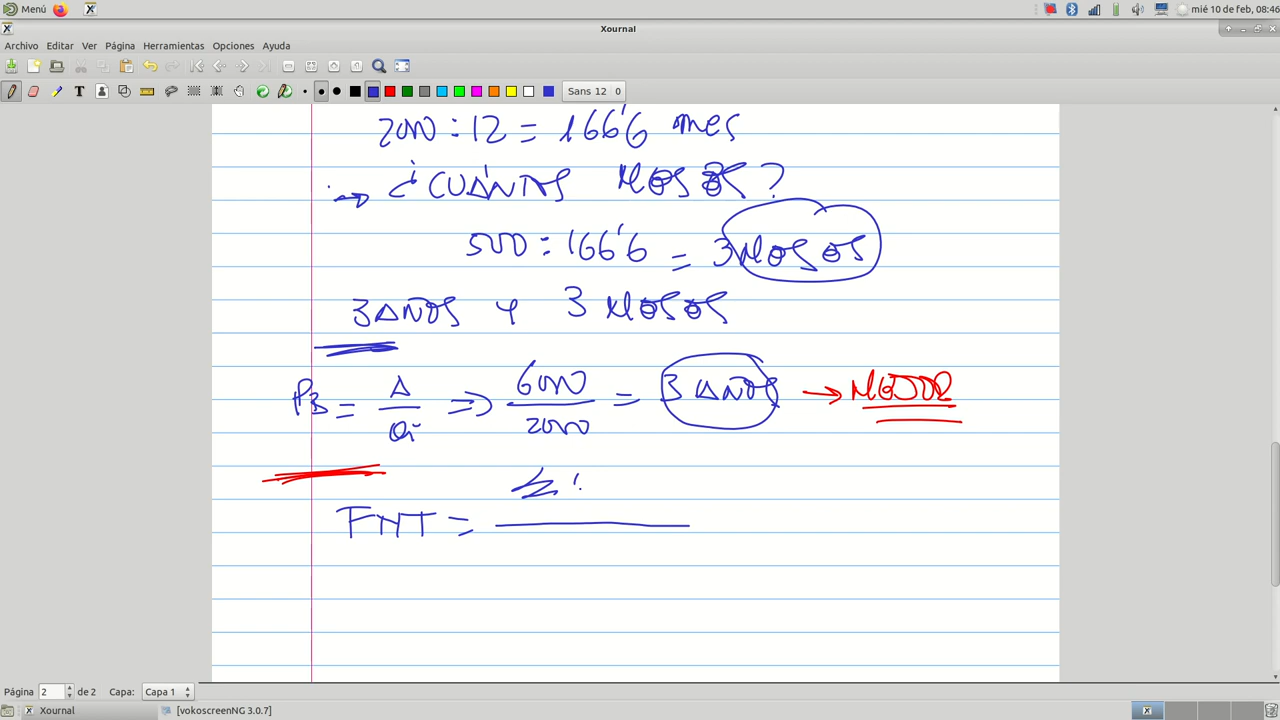 Menú mié 10 de feb, 08:46
Xournal
Archivo Editar Ver Página Herramientas Opciones Ayuda
Sans 12 0
2000 : 12 = 166'6 mes
→ ¿CUÁNTOS MESES?
500 : 166'6 = 3 MESES
3 AÑOS Y 3 MESES
PB = A/Qi => 6000/2000 = 3 AÑOS → MEJOR
TNT =
Página 2 de 2 Capa: Capa 1
Xournal [vokoscreenNG 3.0.7]